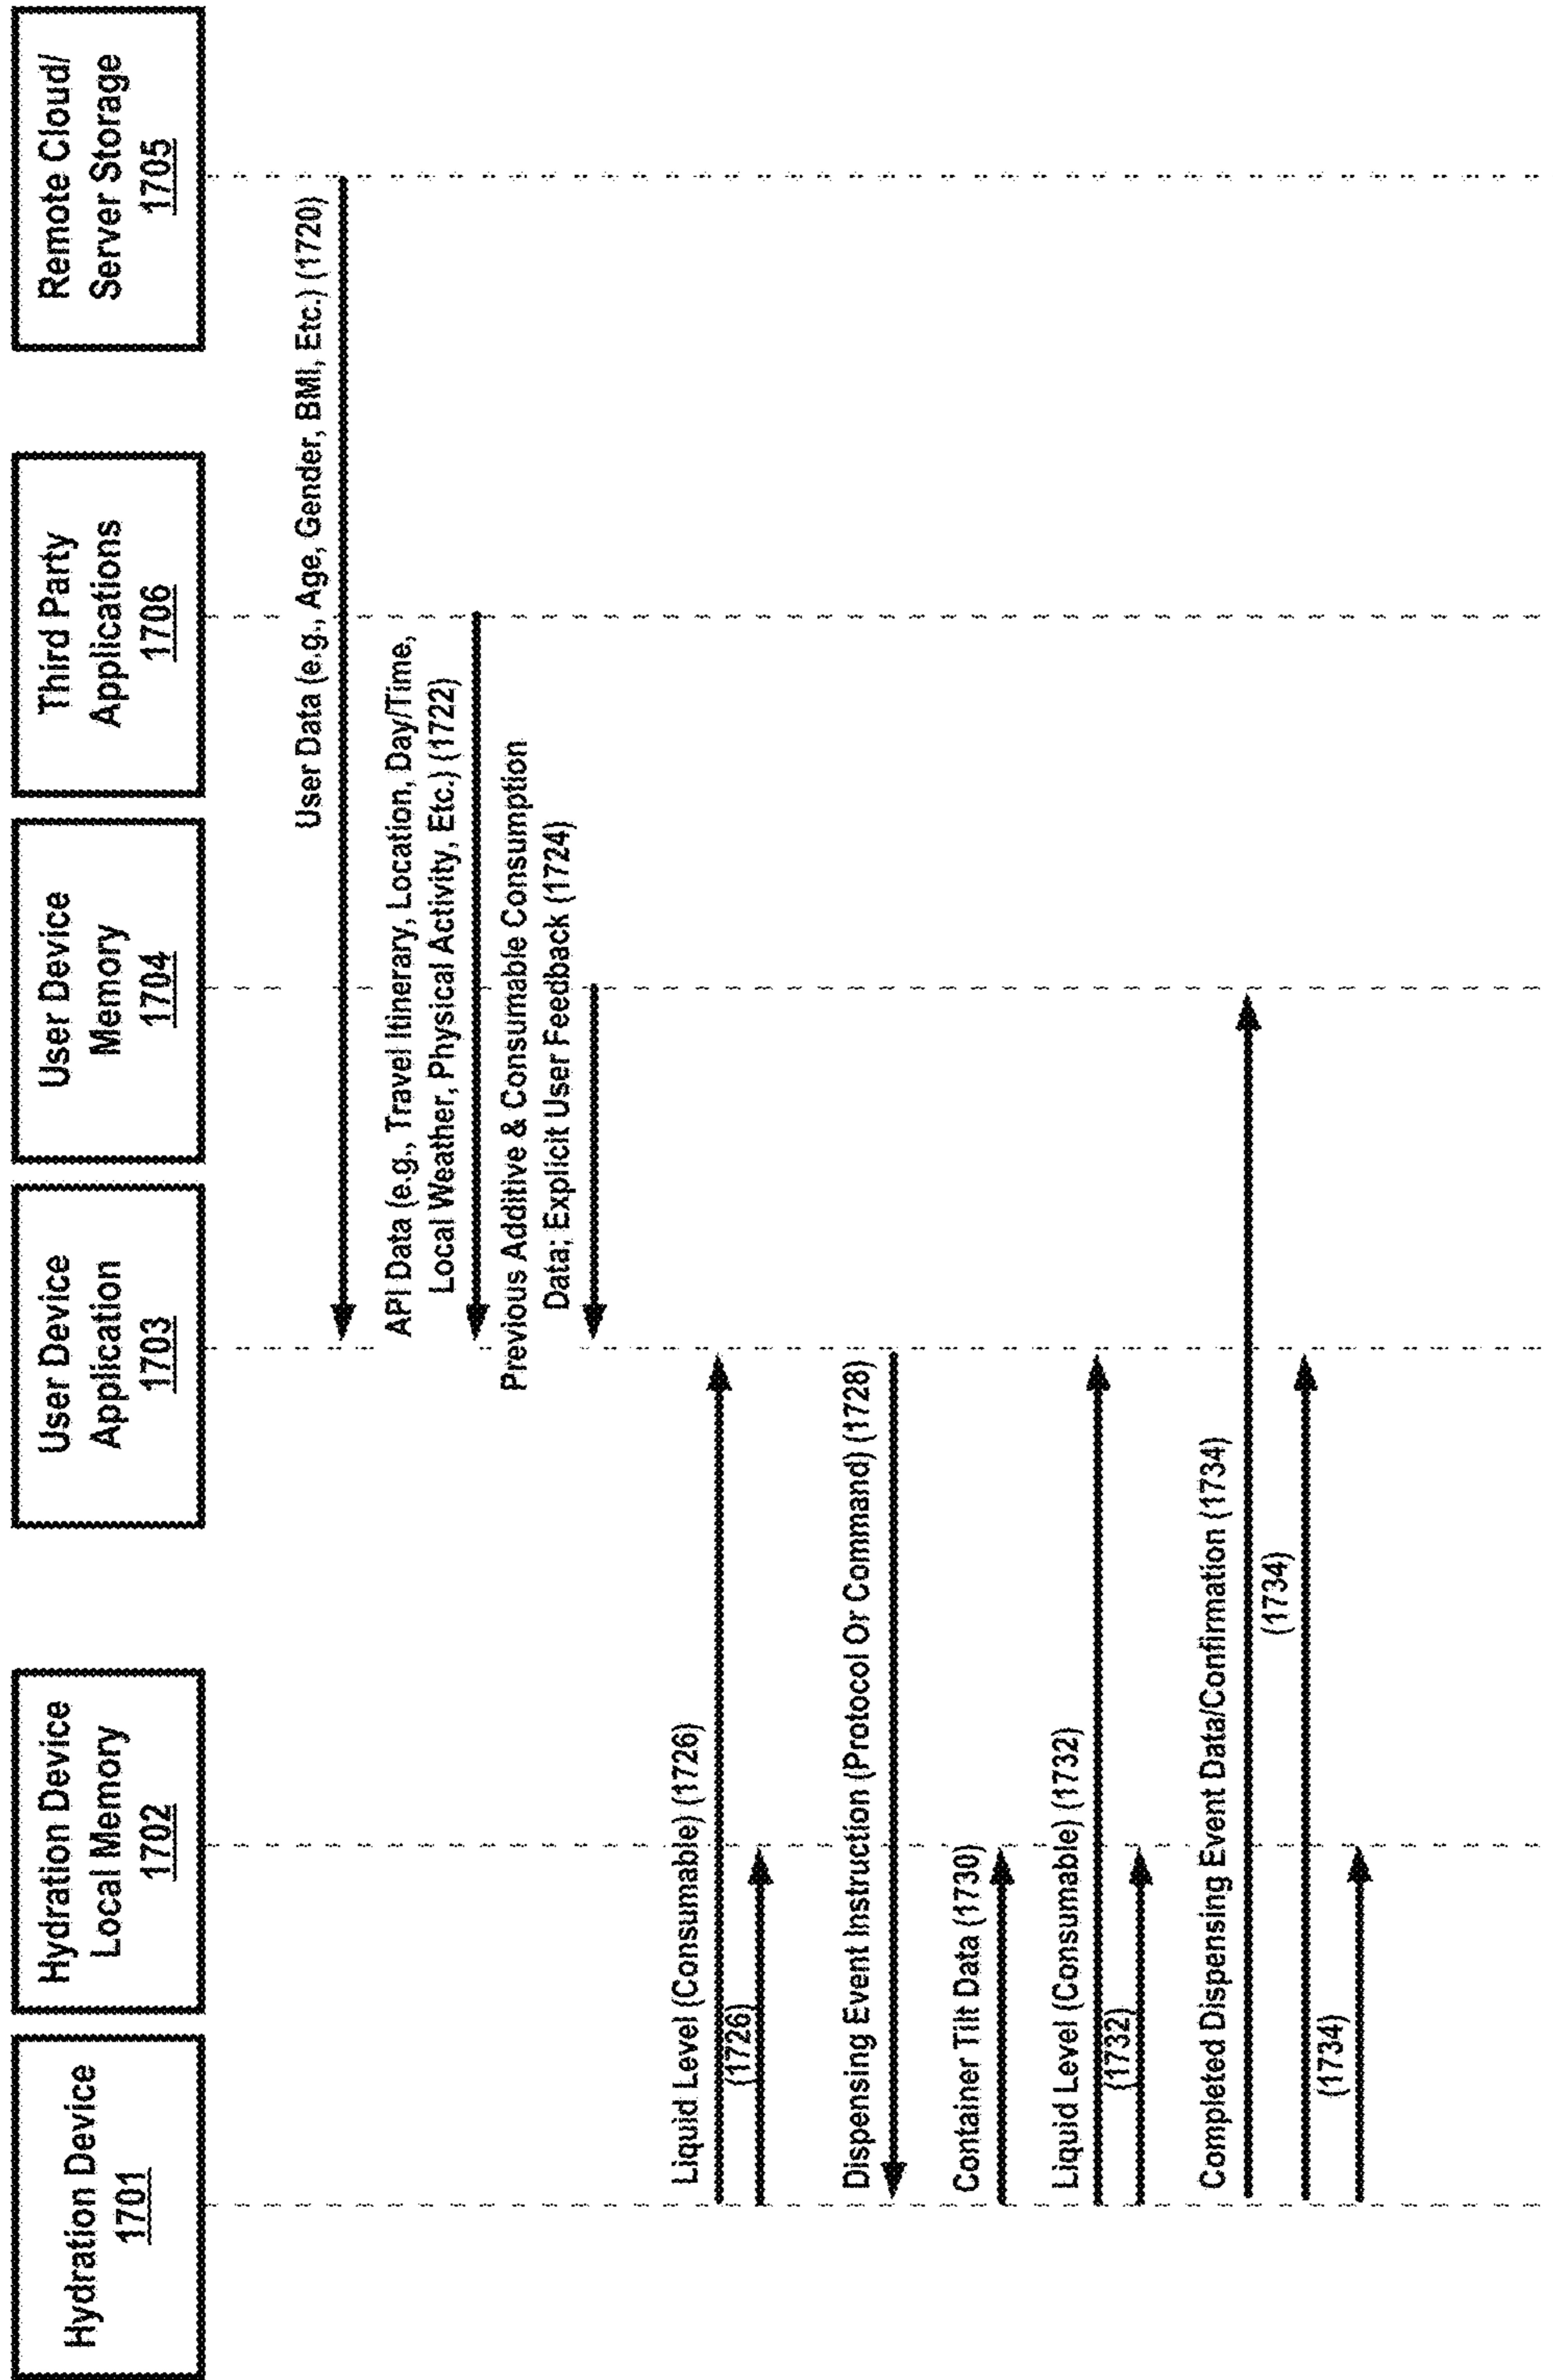 Hydration Device
1701
Hydration Device
Local Memory
1702
User Device
Application
1703
User Device
Memory
1704
Third Party
Applications
1706
Remote Cloud/
Server Storage
1705
User Data (e.g., Age, Gender, BMI, Etc.) (1720)
API Data (e.g., Travel Itinerary, Location, Day/Time,
Local Weather, Physical Activity, Etc.) (1722)
Previous Additive & Consumable Consumption
Data; Explicit User Feedback (1724)
Liquid Level (Consumable) (1726)
(1726)
Dispensing Event Instruction (Protocol Or Command) (1728)
Container Tilt Data (1730)
Liquid Level (Consumable) (1732)
(1732)
Completed Dispensing Event Data/Confirmation (1734)
(1734)
(1734)